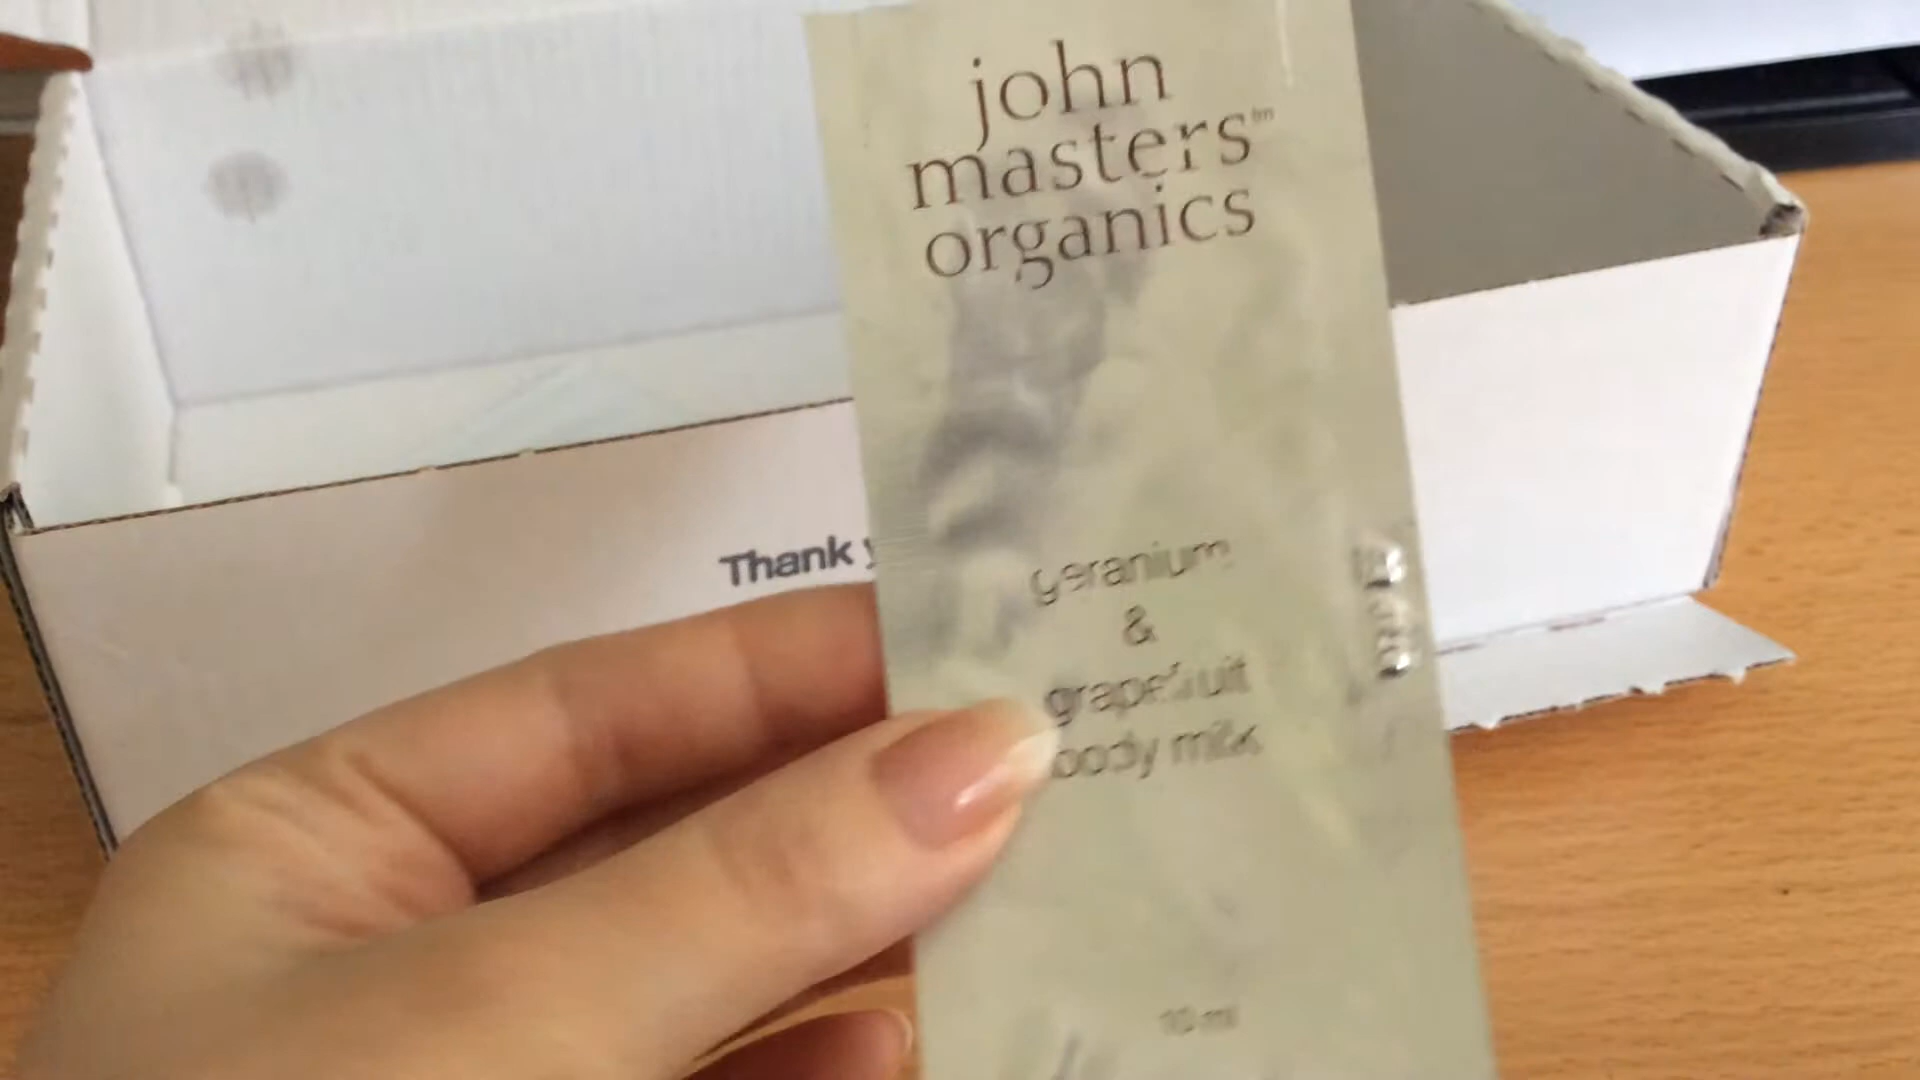 john
masters™
organics
Thank
geranium
&
grapefruit
body milk
10 ml